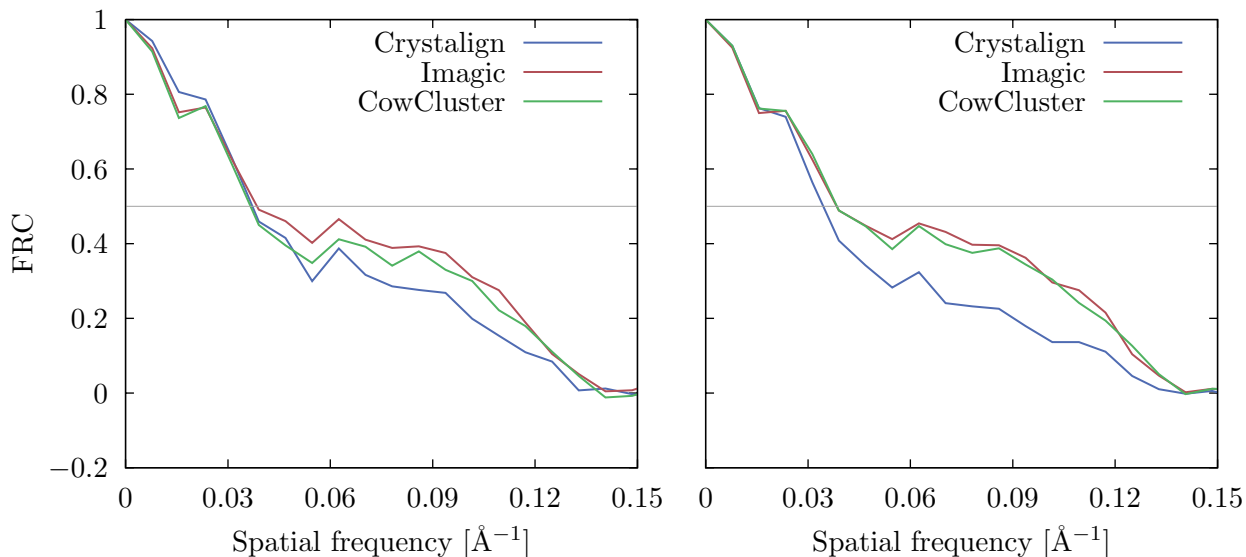 1
0.8
0.6
0.4
0.2
0
−0.2
FRC
0 0.03 0.06 0.09 0.12 0.15
Spatial frequency [Å−1]
Crystalign
Imagic
CowCluster
0 0.03 0.06 0.09 0.12 0.15
Spatial frequency [Å−1]
Crystalign
Imagic
CowCluster